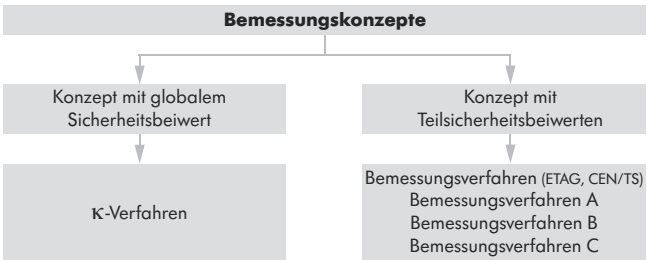 Bemessungskonzepte
Konzept mit globalem
Sicherheitsbeiwert
Konzept mit
Teilsicherheitsbeiwerten
κ-Verfahren
Bemessungsverfahren (ETAG, CEN/TS)
Bemessungsverfahren A
Bemessungsverfahren B
Bemessungsverfahren C